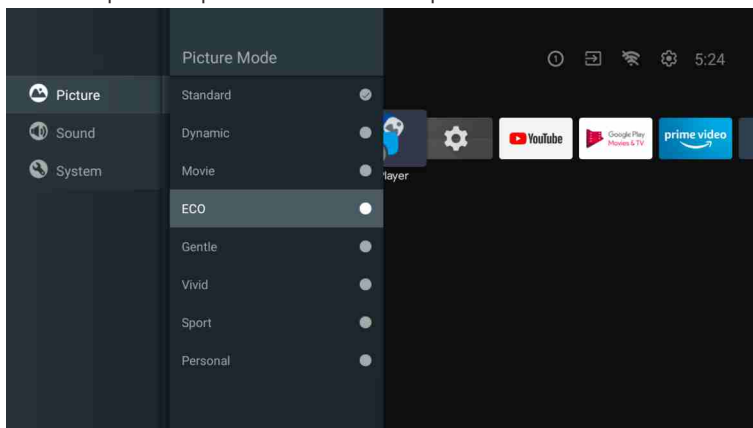 Picture Mode
5:24
Picture
Sound
System
Standard
Dynamic
Movie
ECO
Gentle
Vivid
Sport
Personal
YouTube
Google Play
Movies & TV
prime video
layer